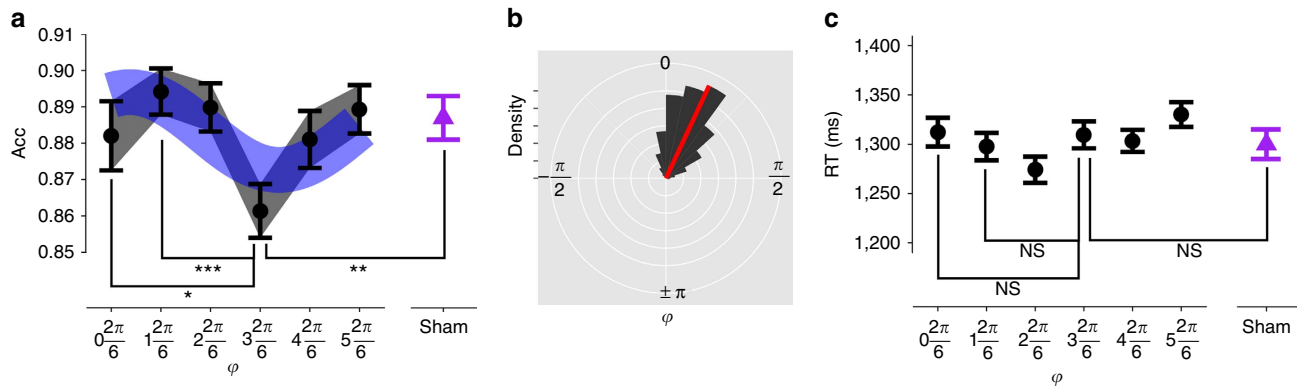 a
0.91
0.90
0.89
0.88
0.87
0.86
0.85
Acc
***
*
**
0 2π/6
1 2π/6
2 2π/6
3 2π/6
4 2π/6
5 2π/6
Sham
φ
b
0
Density
−π/2
π/2
± π
φ
c
1,400
1,350
1,300
1,250
1,200
RT (ms)
NS
NS
NS
0 2π/6
1 2π/6
2 2π/6
3 2π/6
4 2π/6
5 2π/6
Sham
φ